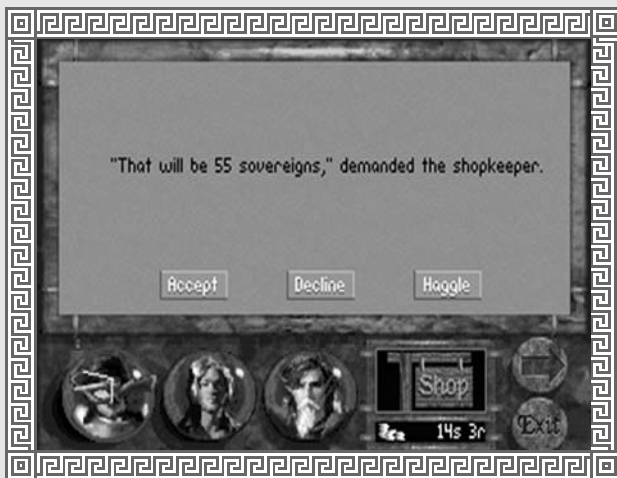 "That will be 55 sovereigns," demanded the shopkeeper.
Accept Decline Haggle
Shop
14s 3r
Exit